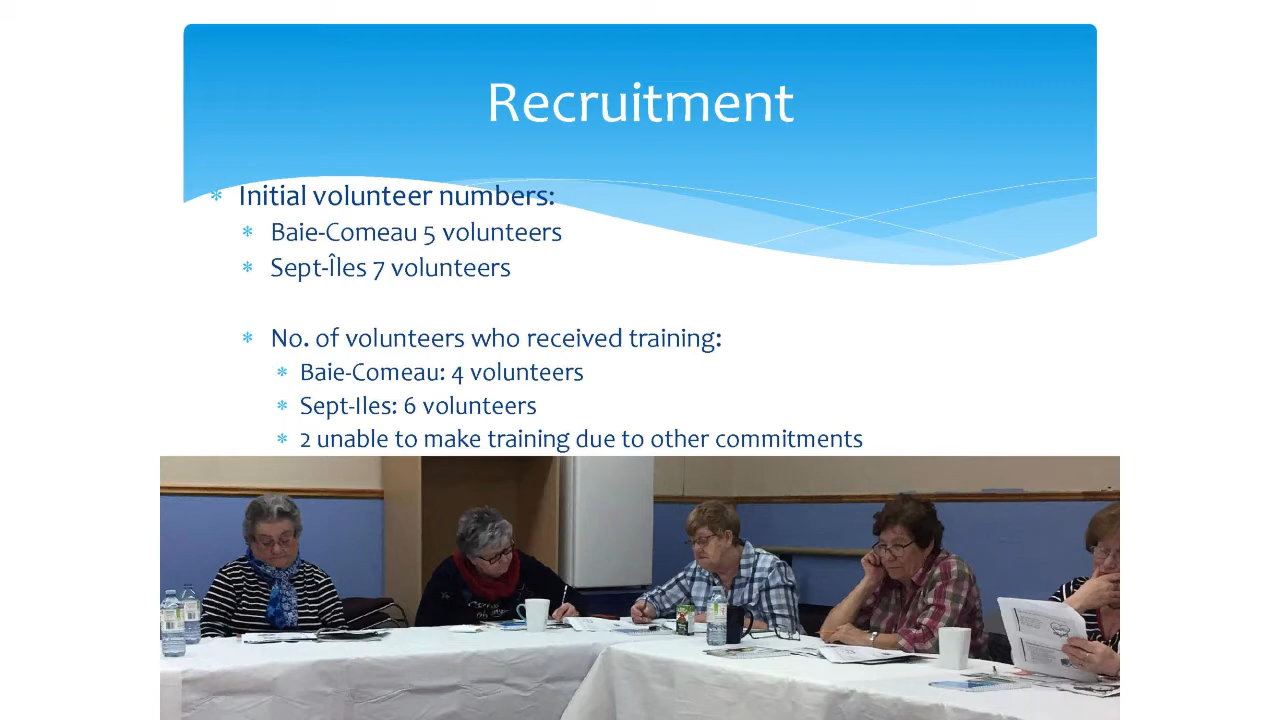 Recruitment
* Initial volunteer numbers:
* Baie-Comeau 5 volunteers
* Sept-Îles 7 volunteers
* No. of volunteers who received training:
* Baie-Comeau: 4 volunteers
* Sept-Iles: 6 volunteers
* 2 unable to make training due to other commitments